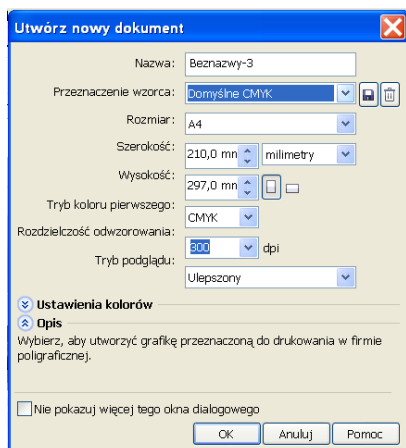 Utwórz nowy dokument
Nazwa: Beznazwy-3
Przeznaczenie wzorca: Domyślne CMYK
Rozmiar: A4
Szerokość: 210,0 mm milimetry
Wysokość: 297,0 mm
Tryb koloru pierwszego: CMYK
Rozdzielczość odwzorowania: 300 dpi
Tryb podglądu: Ulepszony
Ustawienia kolorów
Opis
Wybierz, aby utworzyć grafikę przeznaczoną do drukowania w firmie
poligraficznej.
Nie pokazuj więcej tego okna dialogowego
OK Anuluj Pomoc